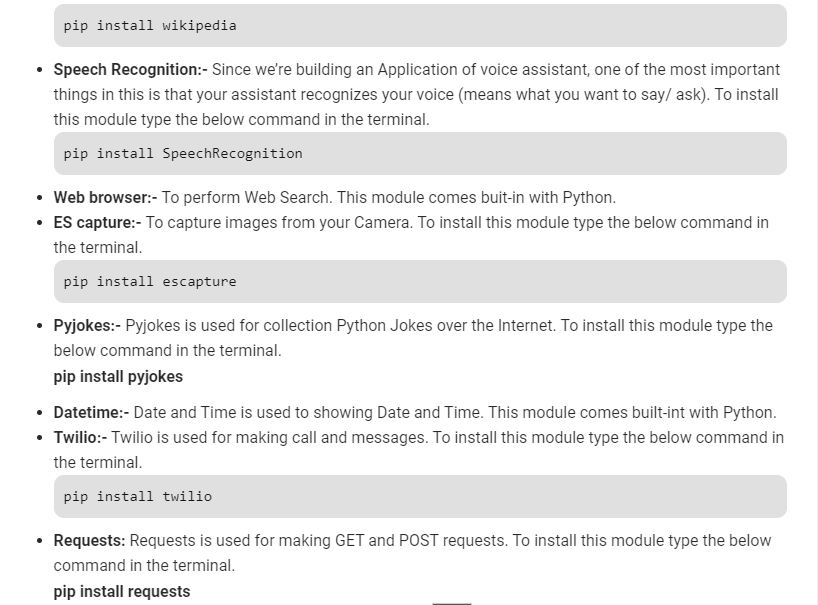 pip install wikipedia
• Speech Recognition:- Since we're building an Application of voice assistant, one of the most important
things in this is that your assistant recognizes your voice (means what you want to say/ ask). To install
this module type the below command in the terminal.
pip install SpeechRecognition
• Web browser:- To perform Web Search. This module comes buit-in with Python.
• ES capture:- To capture images from your Camera. To install this module type the below command in
the terminal.
pip install escapture
• Pyjokes:- Pyjokes is used for collection Python Jokes over the Internet. To install this module type the
below command in the terminal.
pip install pyjokes
• Datetime:- Date and Time is used to showing Date and Time. This module comes built-int with Python.
• Twilio:- Twilio is used for making call and messages. To install this module type the below command in
the terminal.
pip install twilio
• Requests: Requests is used for making GET and POST requests. To install this module type the below
command in the terminal.
pip install requests